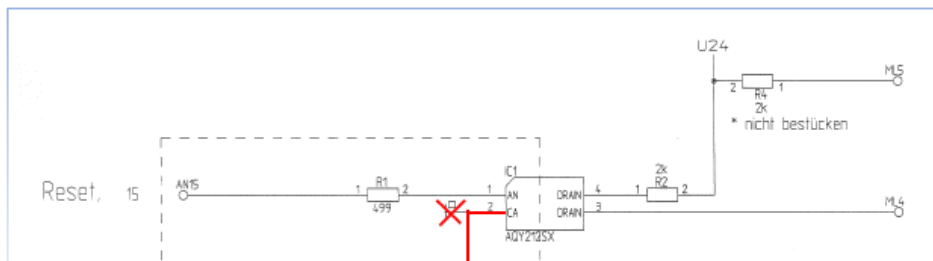 U24
ML5
2 R4 1
2k
* nicht bestücken
IC1
2k
Reset, 15 AN15 1 R1 2 1 AN DRAIN 4 1 R2 2
499 2 CA DRAIN 3 ML4
AQY212SX